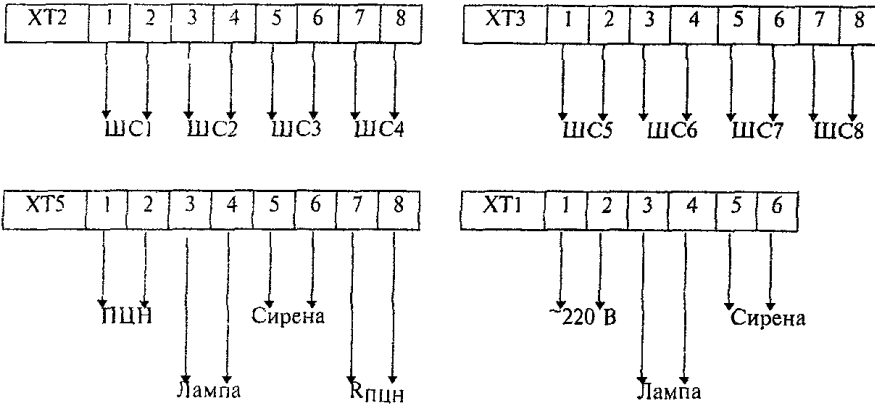 XT2 1 2 3 4 5 6 7 8
ШС1 ШС2 ШС3 ШС4
XT3 1 2 3 4 5 6 7 8
ШС5 ШС6 ШС7 ШС8
XT5 1 2 3 4 5 6 7 8
ПЦН Сирена
Лампа RПЦН
XT1 1 2 3 4 5 6
~220 В Сирена
Лампа